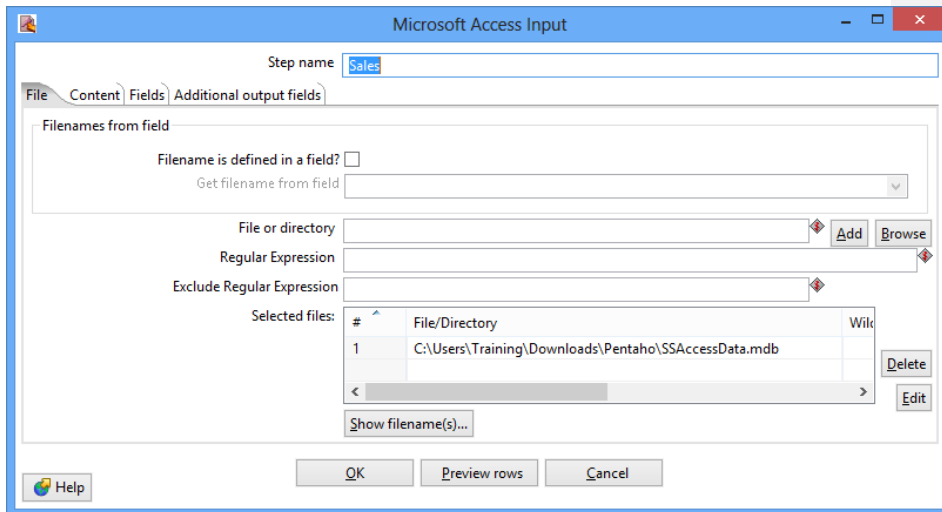 Microsoft Access Input
Step name Sales
File Content Fields Additional output fields
Filenames from field
Filename is defined in a field?
Get filename from field
File or directory Add Browse
Regular Expression
Exclude Regular Expression
Selected files: # File/Directory
1 C:\Users\Training\Downloads\Pentaho\SSAccessData.mdb
Delete
Edit
Show filename(s)...
OK Preview rows Cancel
Help